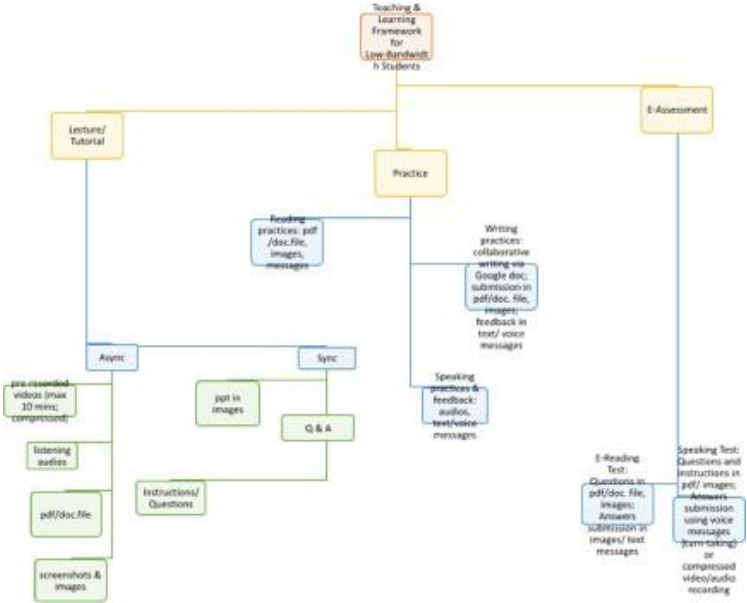 Teaching &
Learning
Framework
for
Low-Bandwidt
h Students
Lecture/
Tutorial
Practice
E-Assessment
Reading
practices: pdf
/doc.file,
images,
messages
Writing
practices:
collaborative
writing via
Google doc;
submission in
pdf/doc. file,
images;
feedback in
text/ voice
messages
Speaking
practices &
feedback:
audios,
text/voice
messages
Async
Sync
pre recorded
videos (max
10 mins;
compressed)
listening
audios
pdf/doc.file
screenshots &
images
ppt in
images
Q & A
Instructions/
Questions
E-Reading
Test:
Questions in
pdf/doc. file,
images;
Answers
submission in
images/ text
messages
Speaking Test:
Questions and
instructions in
pdf/ images;
Answers
submission
using voice
messages
(turn-taking) or
compressed
video/audio
recording